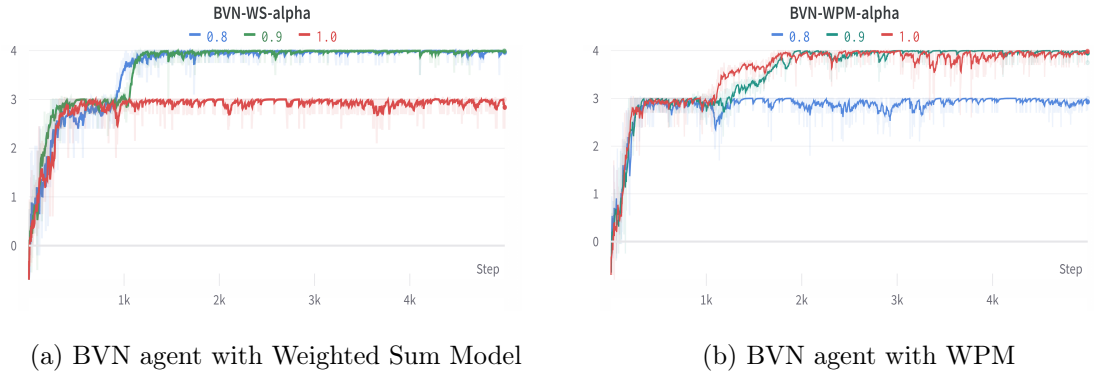 BVN-WS-alpha
0.8 0.9 1.0
4
3
2
1
0
Step
1k 2k 3k 4k
(a) BVN agent with Weighted Sum Model
BVN-WPM-alpha
0.8 0.9 1.0
4
3
2
1
0
Step
1k 2k 3k 4k
(b) BVN agent with WPM